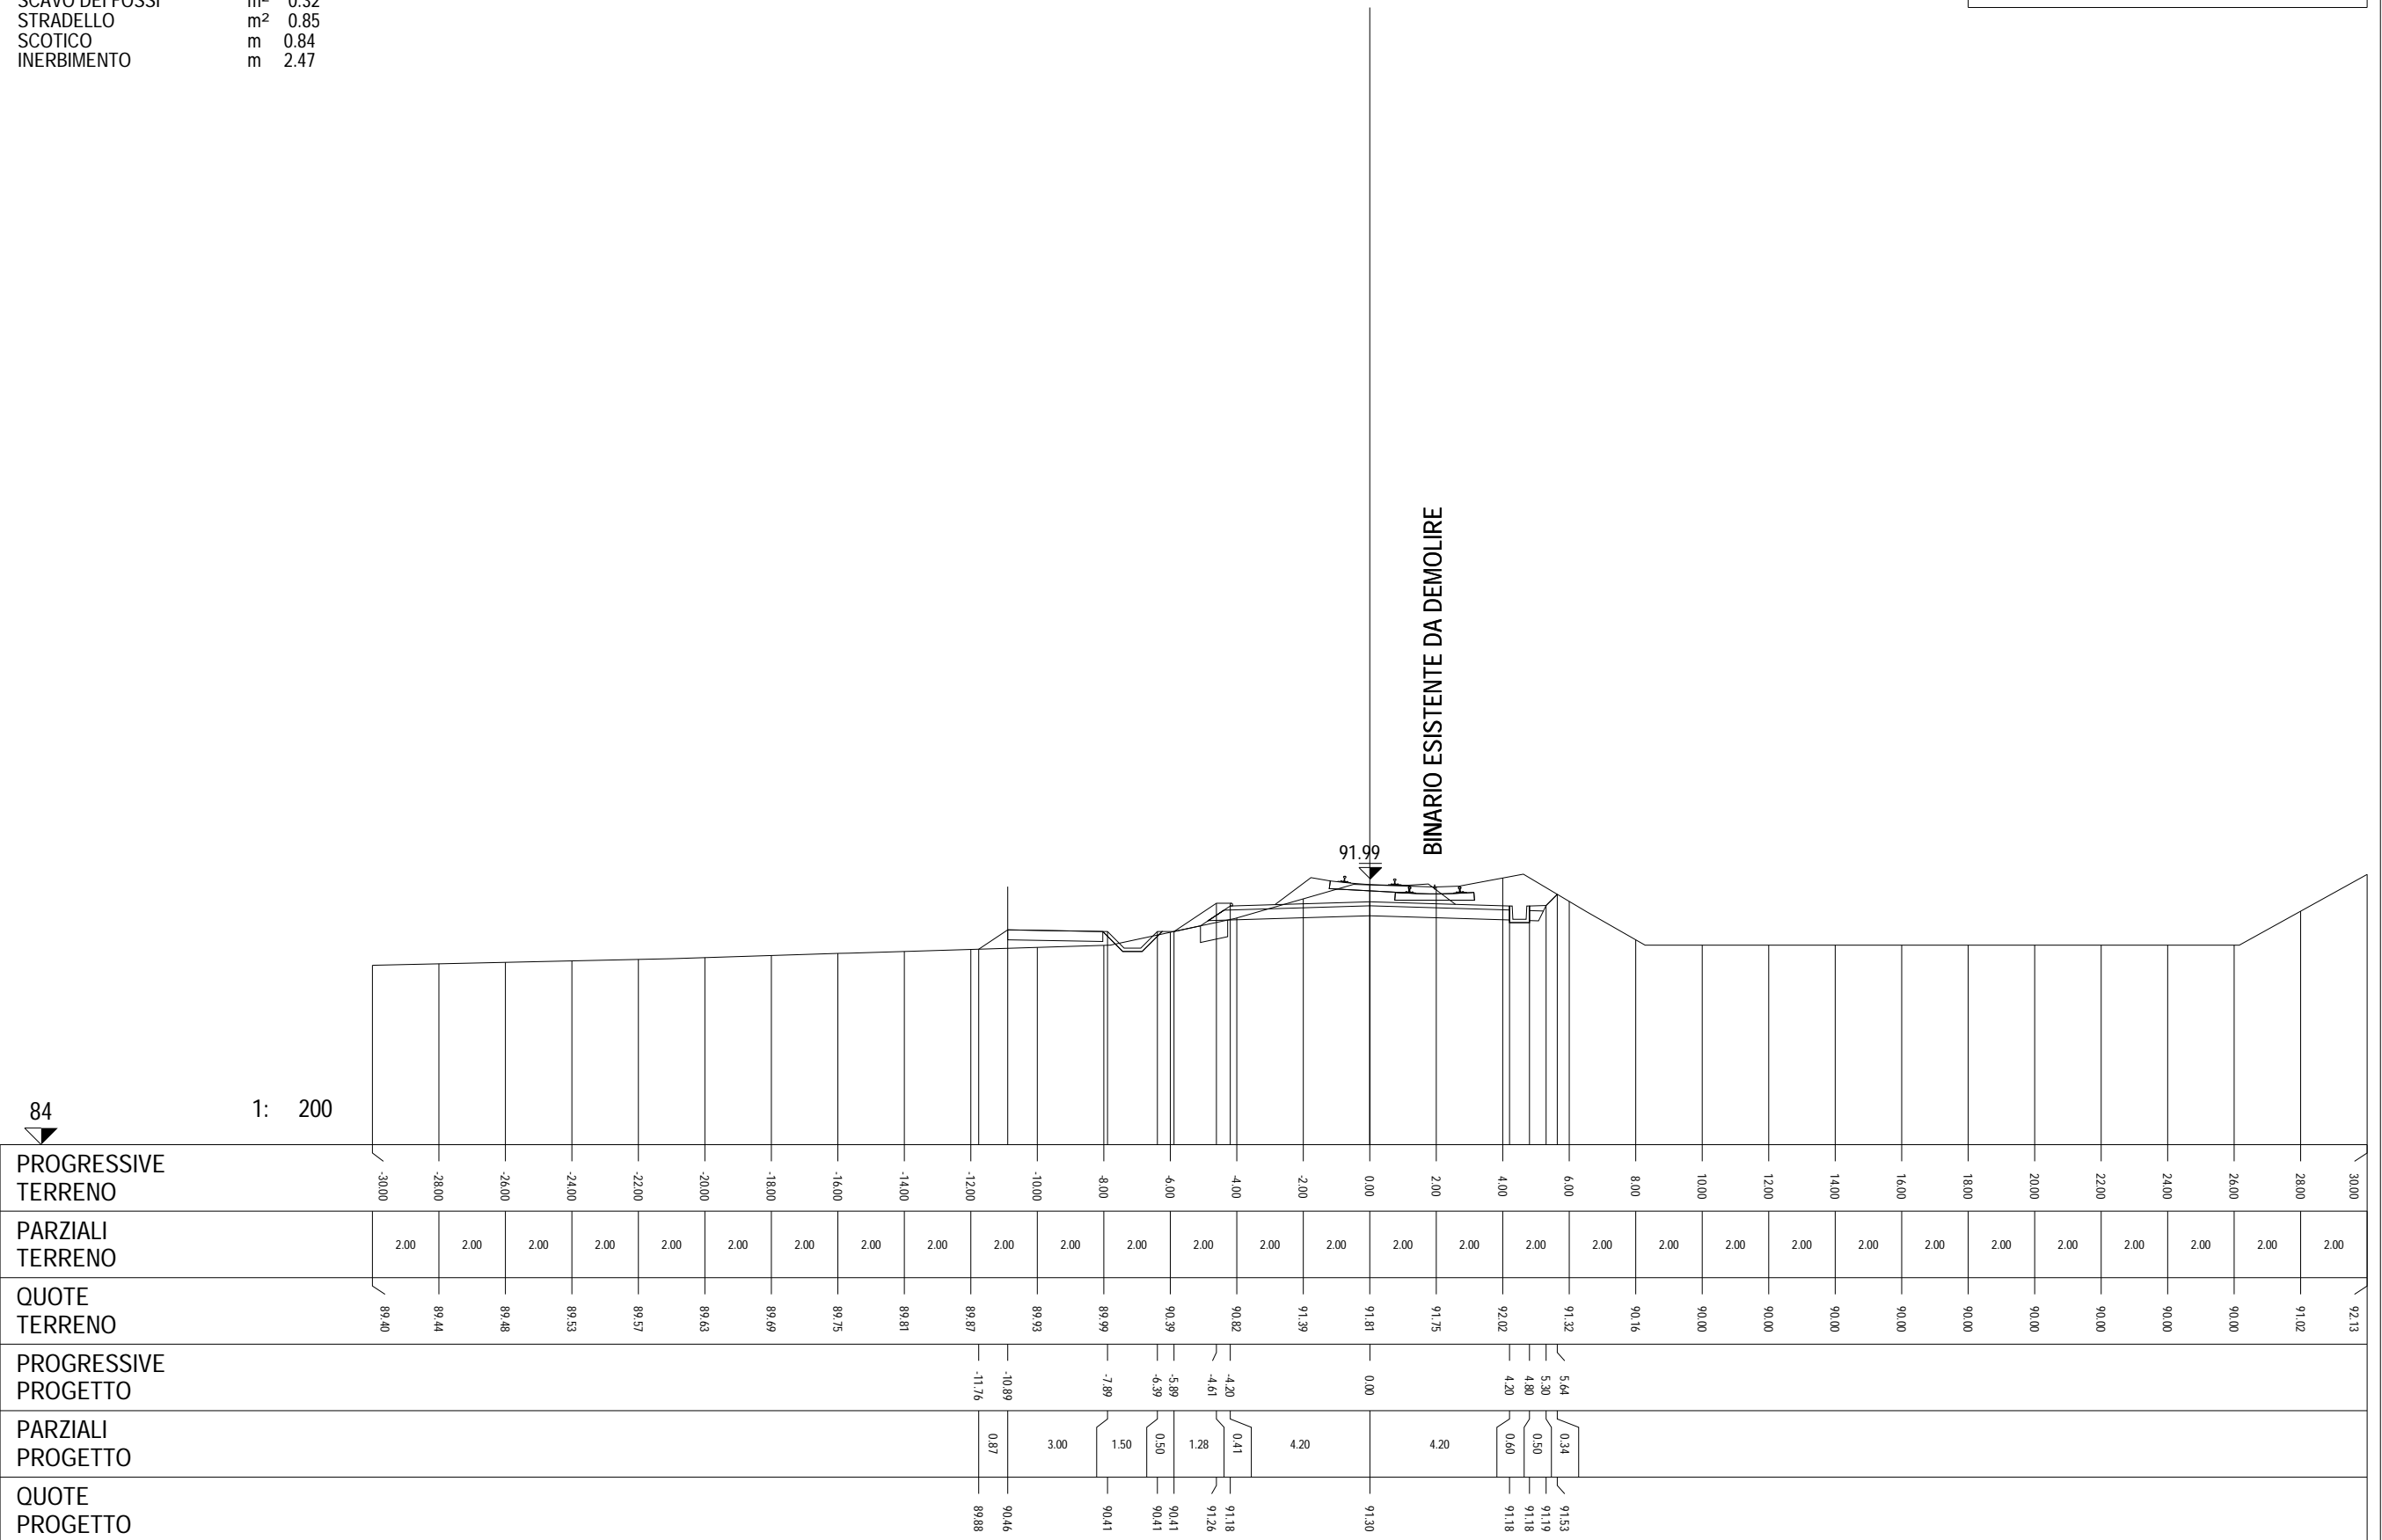 SCAVO DEI FOSSI m² 0.32
STRADELLO m² 0.85
SCOTICO m 0.84
INERBIMENTO m 2.47
BINARIO ESISTENTE DA DEMOLIRE
91.99
84 1: 200
PROGRESSIVE
TERRENO
-30.00 -28.00 -26.00 -24.00 -22.00 -20.00 -18.00 -16.00 -14.00 -12.00 -10.00 -8.00 -6.00 -4.00 -2.00 0.00 2.00 4.00 6.00 8.00 10.00 12.00 14.00 16.00 18.00 20.00 22.00 24.00 26.00 28.00 30.00
PARZIALI
TERRENO
2.00 2.00 2.00 2.00 2.00 2.00 2.00 2.00 2.00 2.00 2.00 2.00 2.00 2.00 2.00 2.00 2.00 2.00 2.00 2.00 2.00 2.00 2.00 2.00 2.00 2.00 2.00 2.00 2.00 2.00
QUOTE
TERRENO
89.40 89.44 89.48 89.53 89.57 89.63 89.69 89.75 89.81 89.87 89.93 89.99 90.39 90.82 91.39 91.81 91.75 92.02 91.32 90.16 90.00 90.00 90.00 90.00 90.00 90.00 90.00 90.00 90.00 91.02 92.13
PROGRESSIVE
PROGETTO
-11.76 -10.89 -7.89 -6.39 -5.89 -4.61 -4.20 0.00 4.20 4.80 5.30 5.64
PARZIALI
PROGETTO
0.87 3.00 1.50 0.50 1.28 0.41 4.20 4.20 0.60 0.50 0.34
QUOTE
PROGETTO
89.88 90.46 90.41 90.41 90.41 91.26 91.18 91.30 91.18 91.18 91.19 91.53